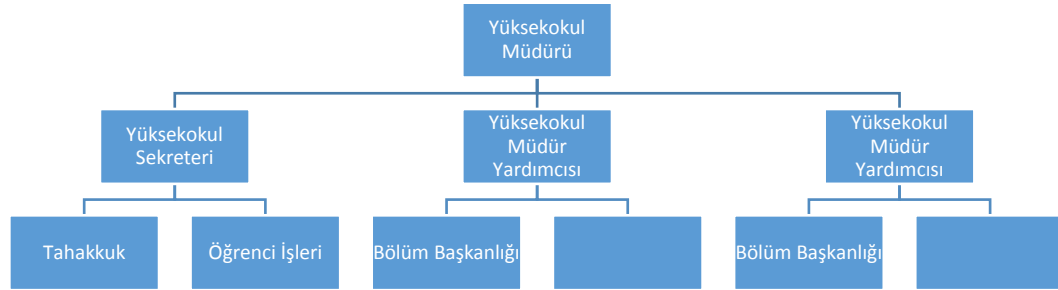 Yüksekokul
Müdürü
Yüksekokul
Sekreteri
Yüksekokul
Müdür
Yardımcısı
Yüksekokul
Müdür
Yardımcısı
Tahakkuk
Öğrenci İşleri
Bölüm Başkanlığı
Bölüm Başkanlığı